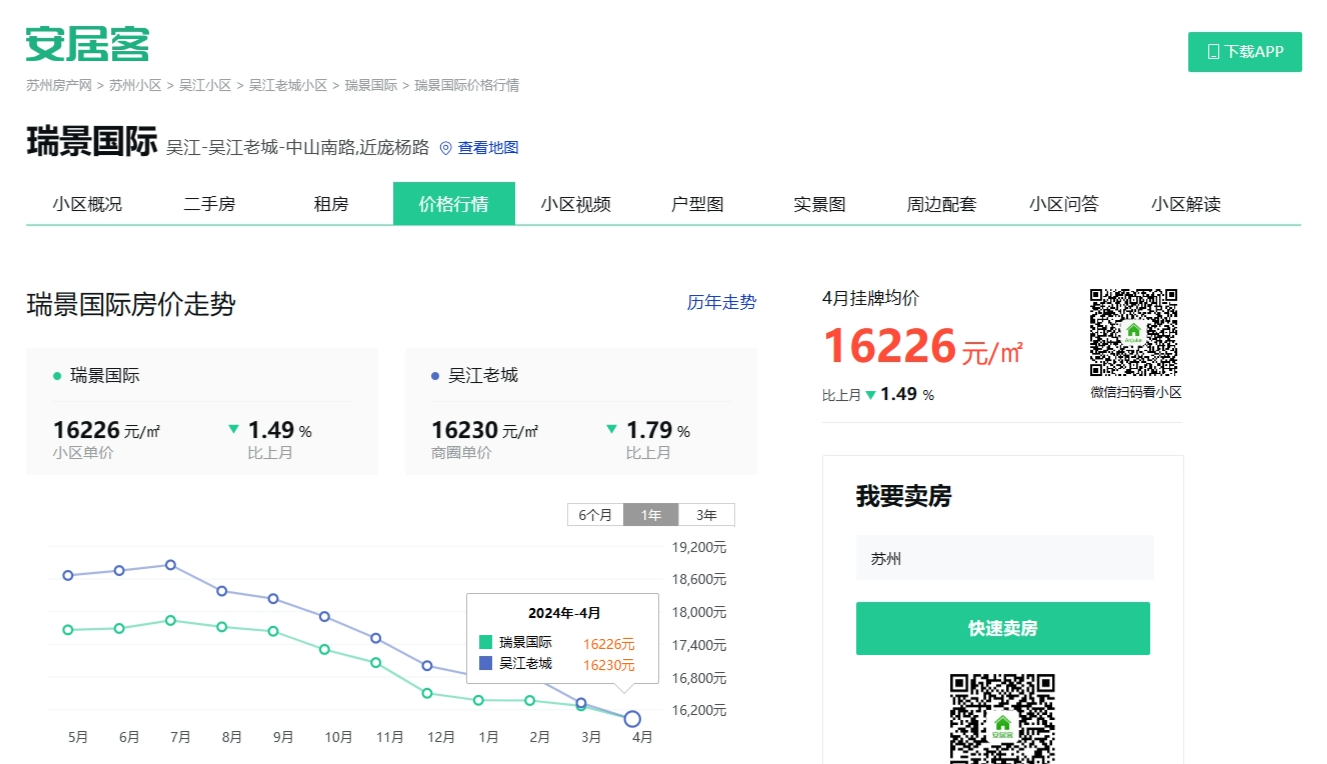 安居客
下载APP
苏州房产网 > 苏州小区 > 吴江小区 > 吴江老城小区 > 瑞景国际 > 瑞景国际价格行情
瑞景国际 吴江-吴江老城-中山南路,近庞杨路 查看地图
小区概况 二手房 租房 价格行情 小区视频 户型图 实景图 周边配套 小区问答 小区解读
瑞景国际房价走势 历年走势
瑞景国际
16226 元/㎡ 1.49 %
小区单价 比上月
吴江老城
16230 元/㎡ 1.79 %
商圈单价 比上月
6个月 1年 3年
19,200元
18,600元
18,000元
17,400元
16,800元
16,200元
2024年-4月
瑞景国际 16226元
吴江老城 16230元
5月 6月 7月 8月 9月 10月 11月 12月 1月 2月 3月 4月
4月挂牌均价
16226 元/㎡
比上月 1.49 %
微信扫码看小区
我要卖房
苏州
快速卖房
安居客